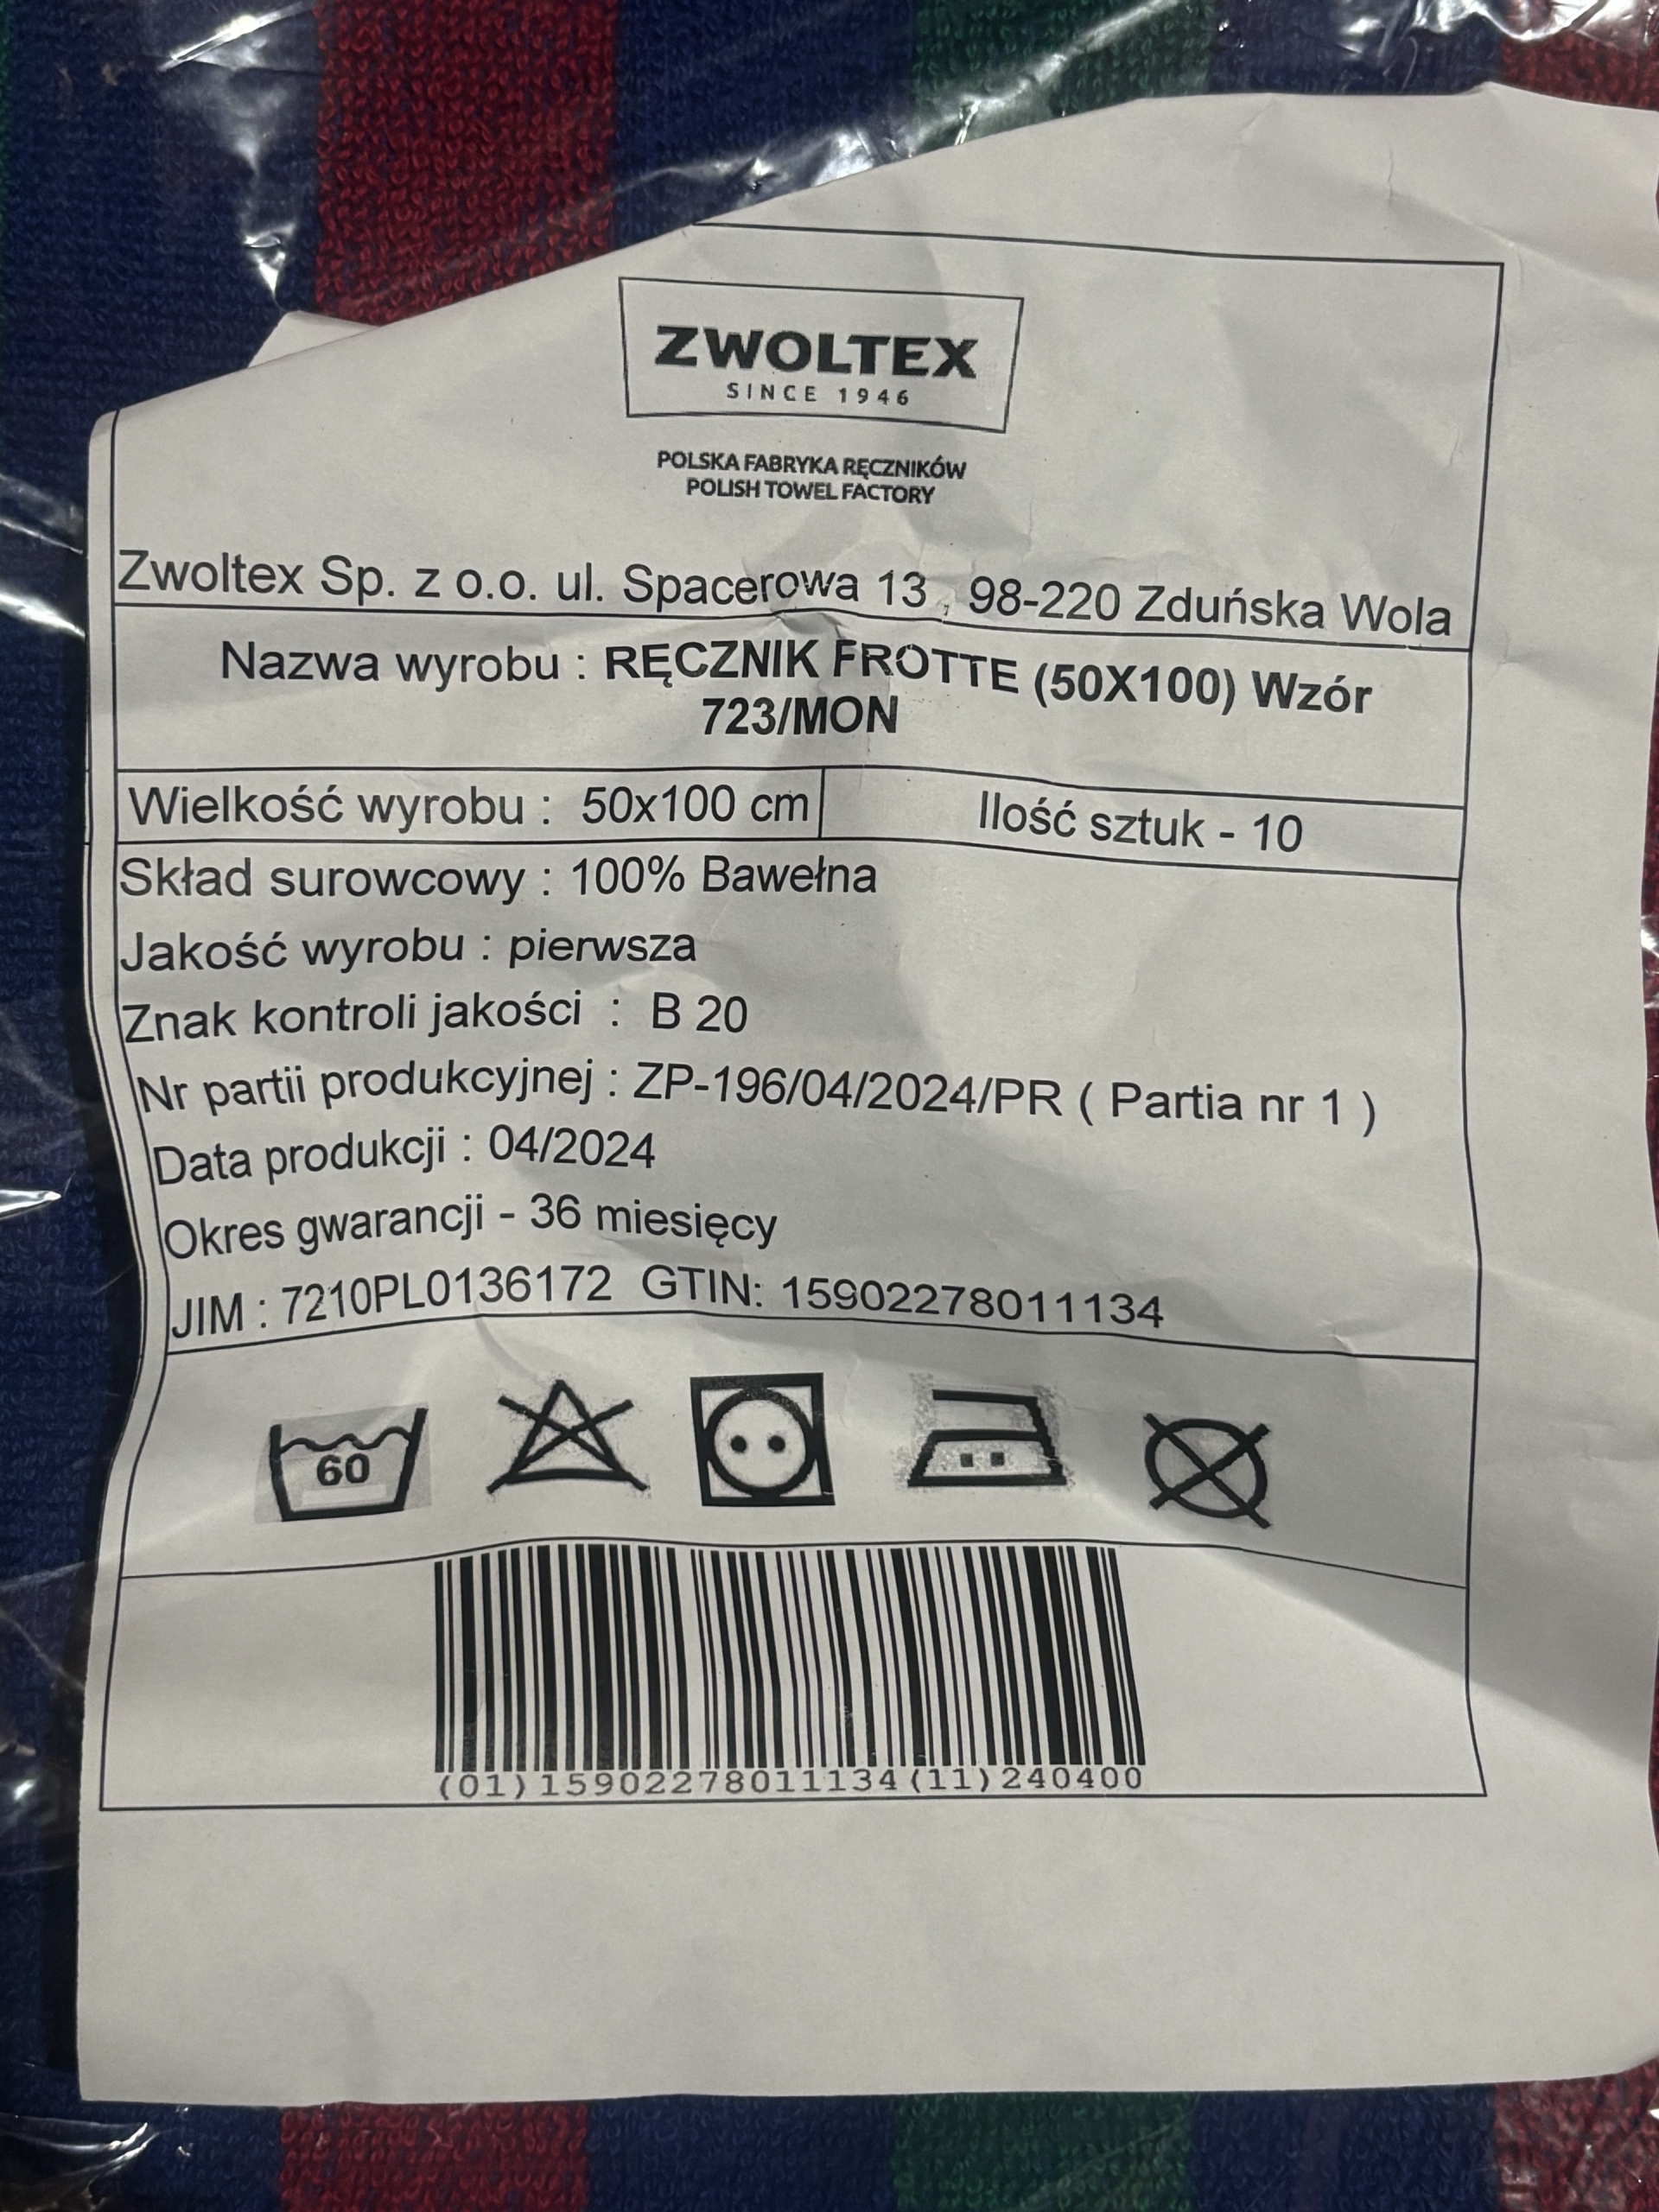 ZWOLTEX
SINCE 1946
POLSKA FABRYKA RĘCZNIKÓW
POLISH TOWEL FACTORY
Zwoltex Sp. z o.o. ul. Spacerowa 13 , 98-220 Zduńska Wola
Nazwa wyrobu : RĘCZNIK FROTTE (50X100) Wzór
723/MON
Wielkość wyrobu : 50x100 cm Ilość sztuk - 10
Skład surowcowy : 100% Bawełna
Jakość wyrobu : pierwsza
Znak kontroli jakości : B 20
Nr partii produkcyjnej : ZP-196/04/2024/PR ( Partia nr 1 )
Data produkcji : 04/2024
Okres gwarancji - 36 miesięcy
JIM : 7210PL0136172 GTIN: 15902278011134
60
(01)15902278011134(11)240400